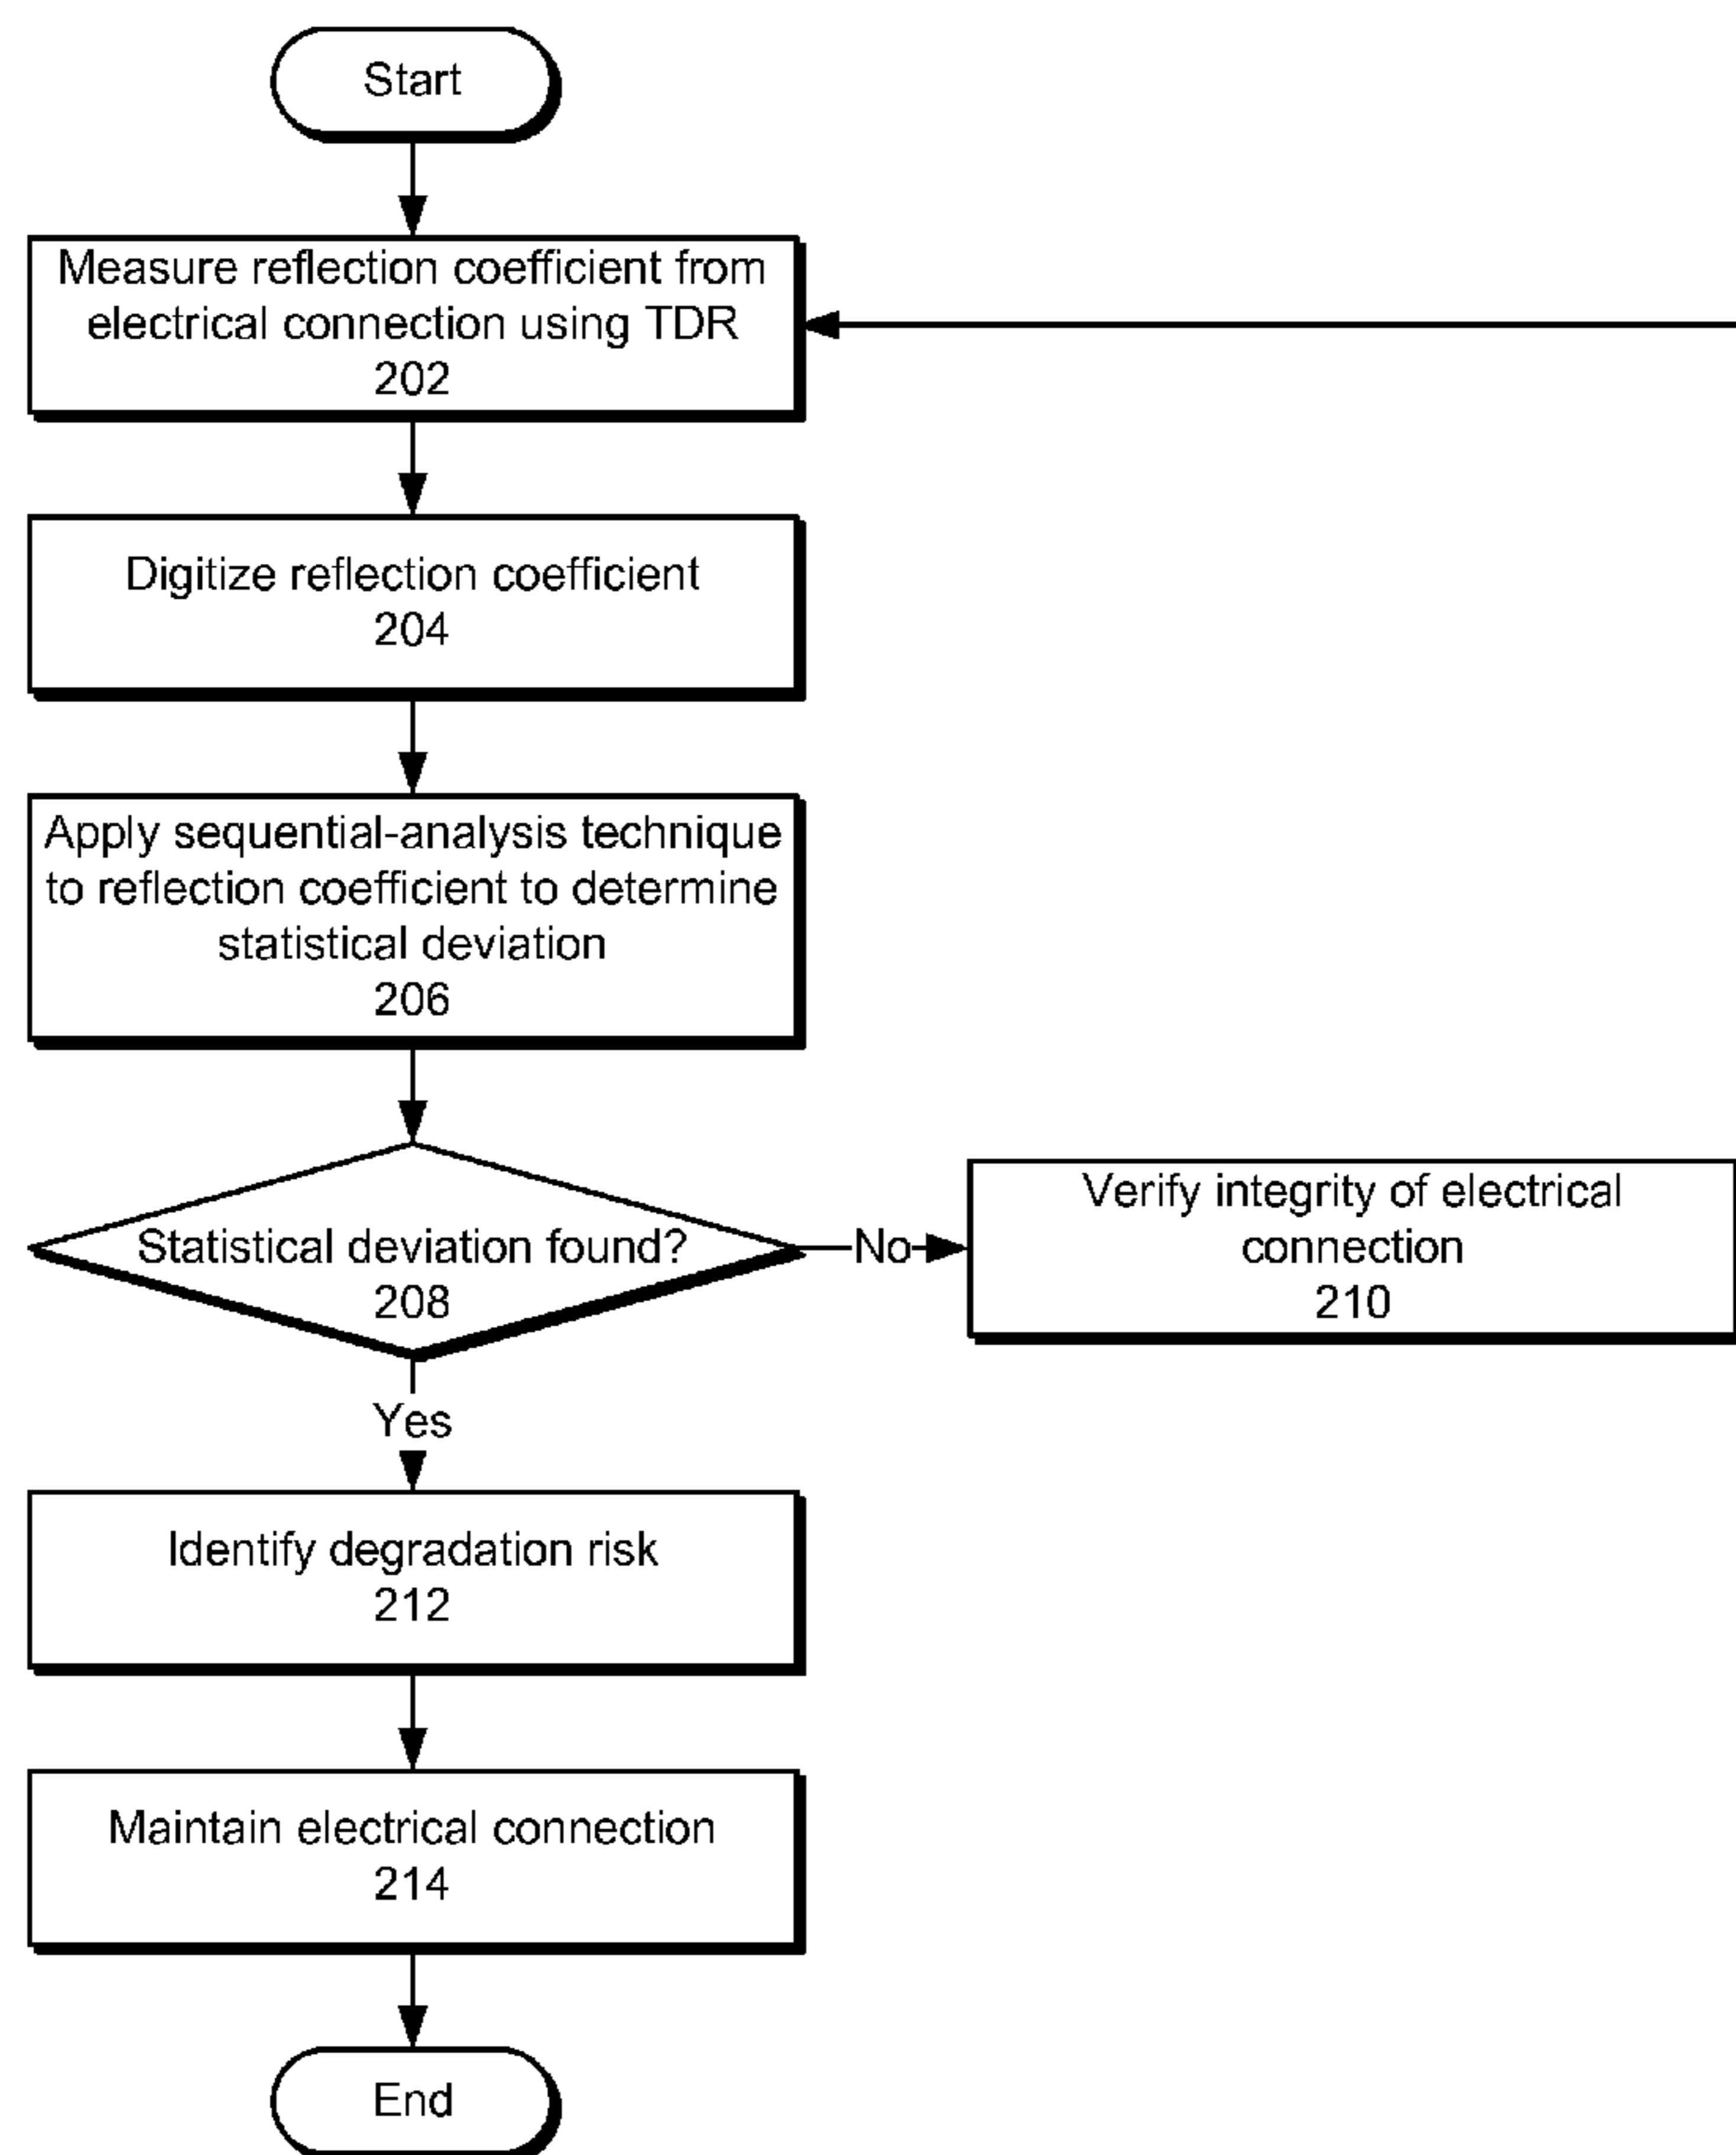 Start
Measure reflection coefficient from
electrical connection using TDR
202
Digitize reflection coefficient
204
Apply sequential-analysis technique
to reflection coefficient to determine
statistical deviation
206
Statistical deviation found?
208
No
Verify integrity of electrical
connection
210
Yes
Identify degradation risk
212
Maintain electrical connection
214
End